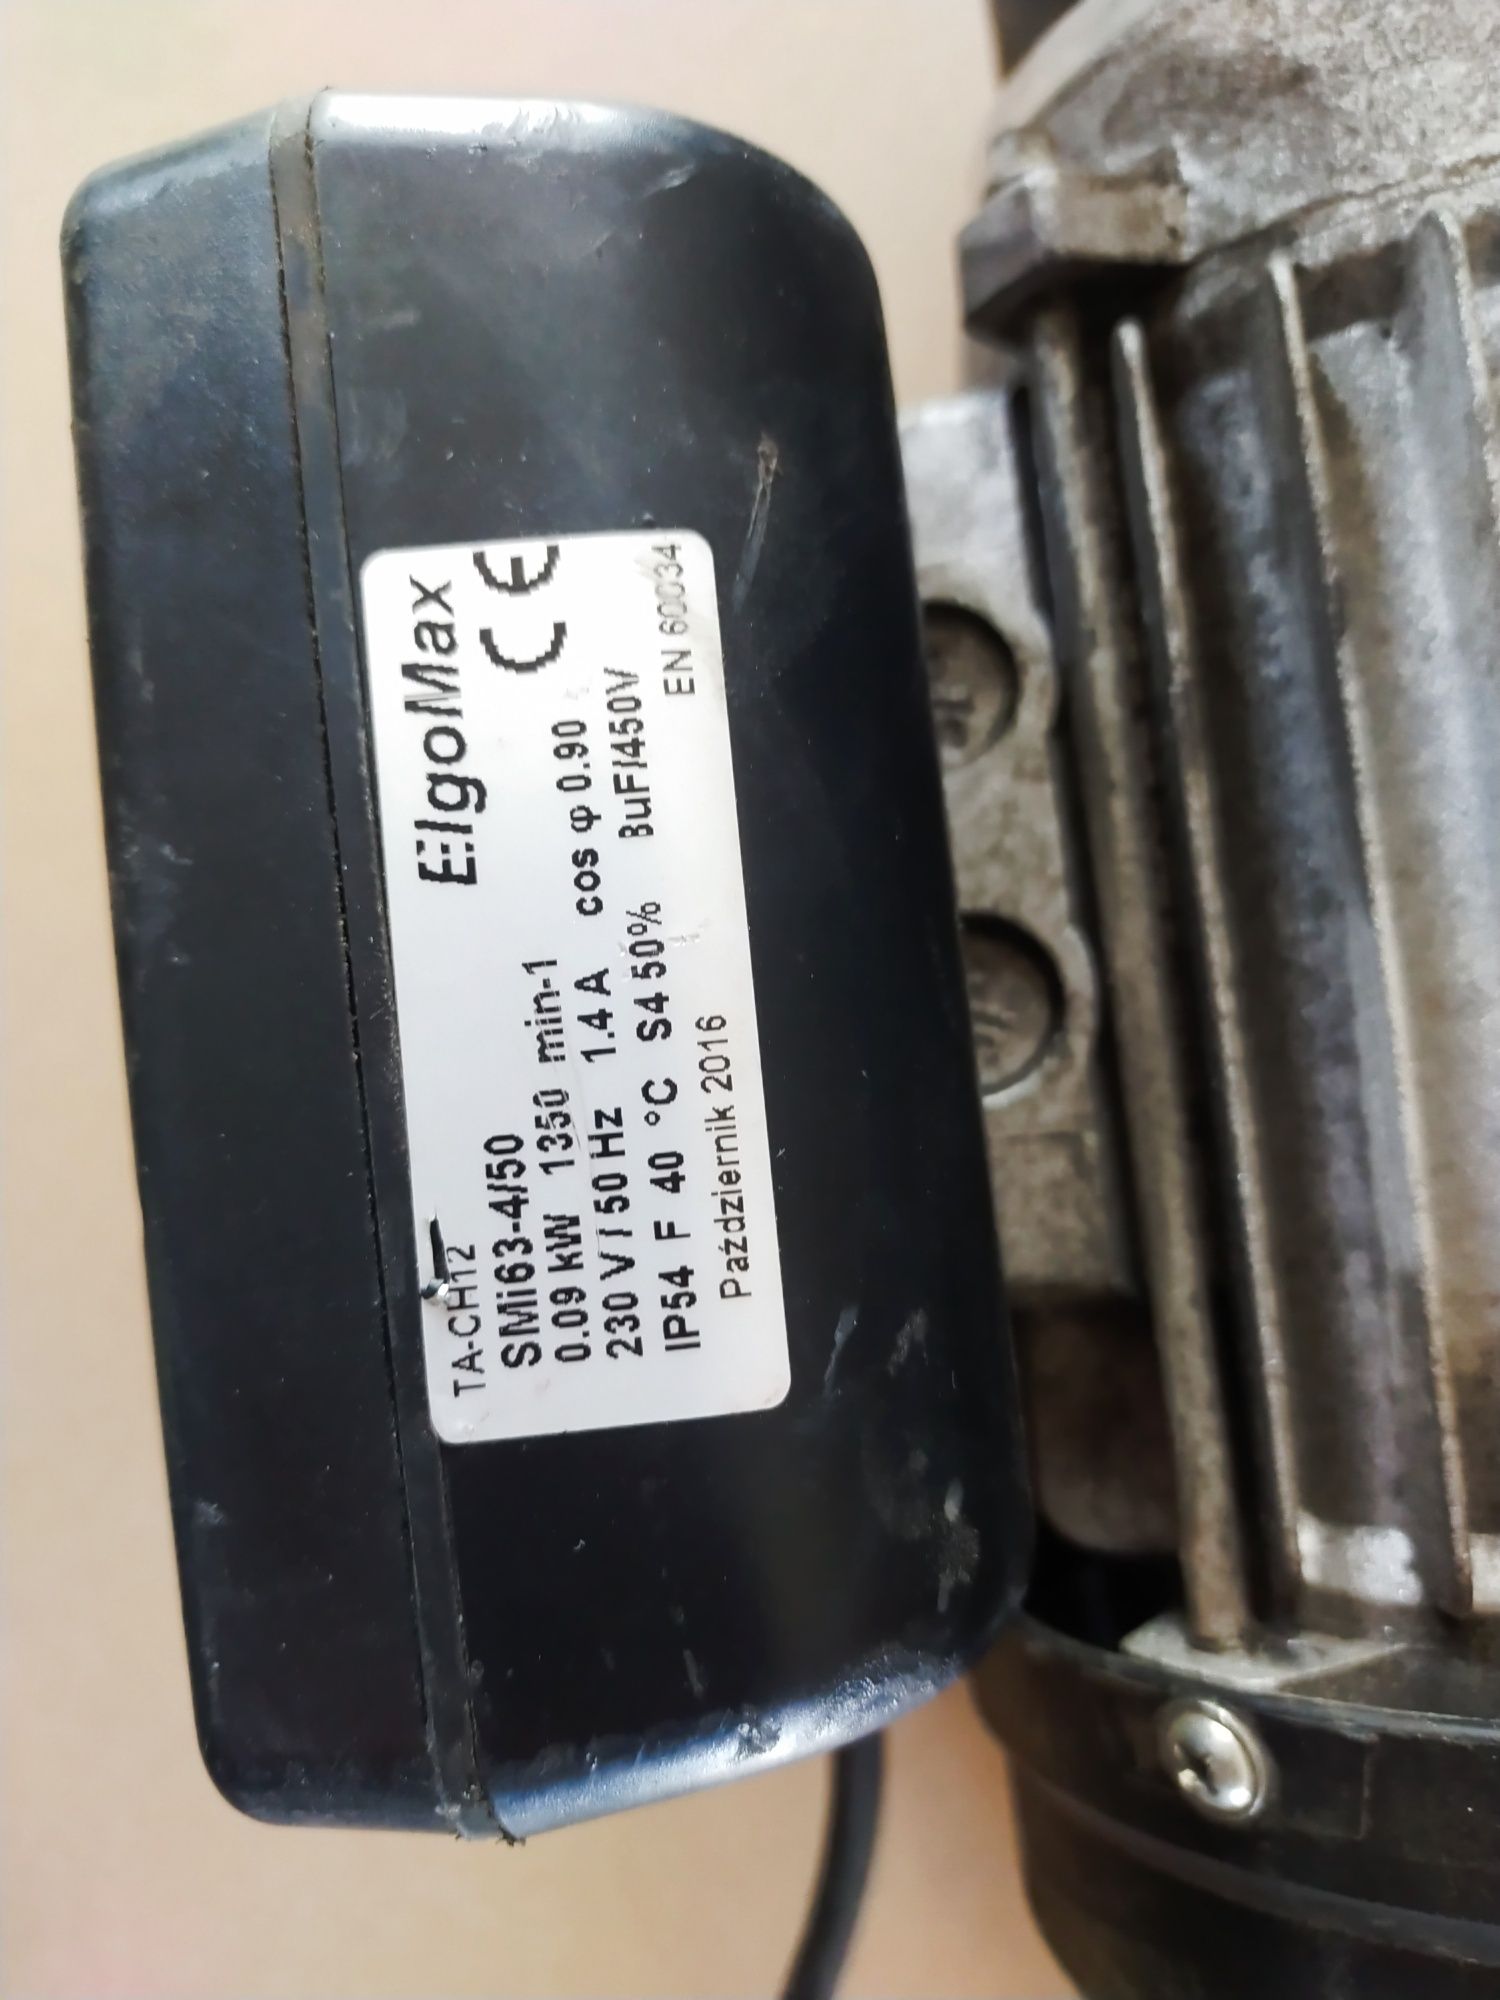 TA-CH12 ElgoMax
SMi63-4/50 CE
0.09 kW 1350 min-1
230 V / 50 Hz 1.4 A cos φ 0.90
IP54 F 40 °C S4 50% 8uF/450V
Październik 2016 EN 60034